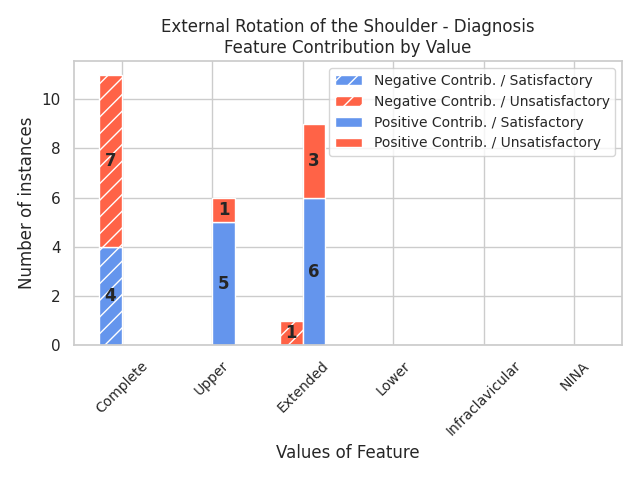 External Rotation of the Shoulder - Diagnosis
Feature Contribution by Value
Negative Contrib. / Satisfactory
Negative Contrib. / Unsatisfactory
Positive Contrib. / Satisfactory
Positive Contrib. / Unsatisfactory
Number of instances
10
8
6
4
2
0
7
4
1
5
1
3
6
Complete
Upper
Extended
Lower
Infraclavicular
NINA
Values of Feature